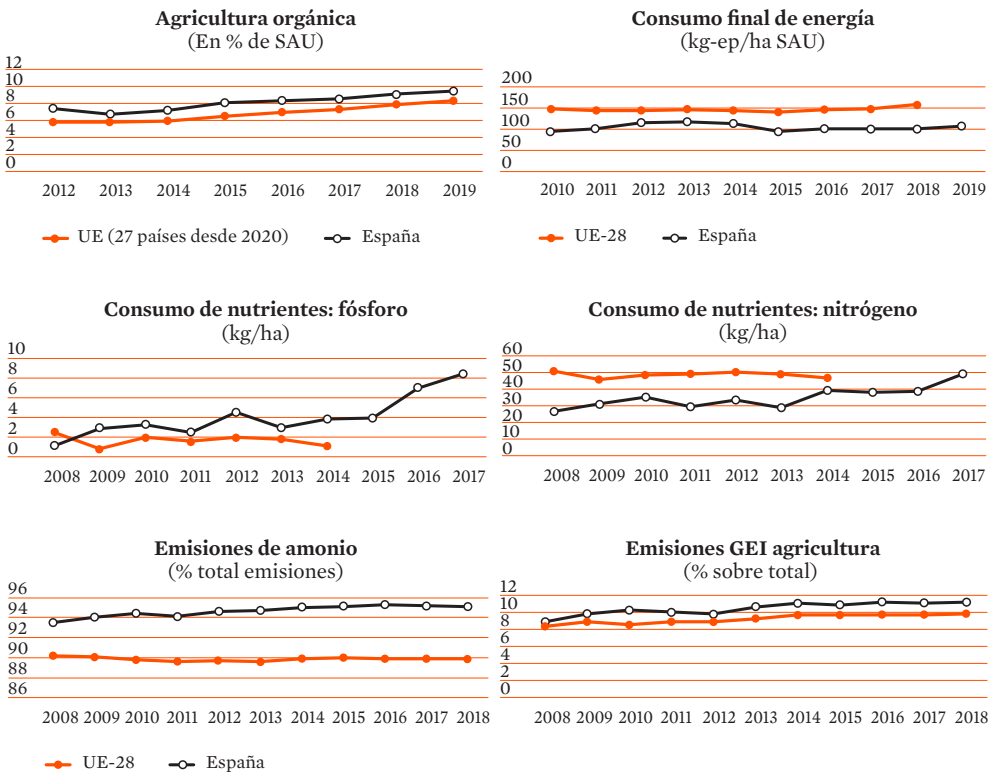 Agricultura orgánica
(En % de SAU)
12
10
8
6
4
2
0
2012 2013 2014 2015 2016 2017 2018 2019
UE (27 países desde 2020) España
Consumo final de energía
(kg-ep/ha SAU)
200
150
100
50
0
2010 2011 2012 2013 2014 2015 2016 2017 2018 2019
UE-28 España
Consumo de nutrientes: fósforo
(kg/ha)
10
8
6
4
2
0
2008 2009 2010 2011 2012 2013 2014 2015 2016 2017
Consumo de nutrientes: nitrógeno
(kg/ha)
60
50
40
30
20
10
0
2008 2009 2010 2011 2012 2013 2014 2015 2016 2017
Emisiones de amonio
(% total emisiones)
96
94
92
90
88
86
2008 2009 2010 2011 2012 2013 2014 2015 2016 2017 2018
Emisiones GEI agricultura
(% sobre total)
12
10
8
6
4
2
0
2008 2009 2010 2011 2012 2013 2014 2015 2016 2017 2018
UE-28 España